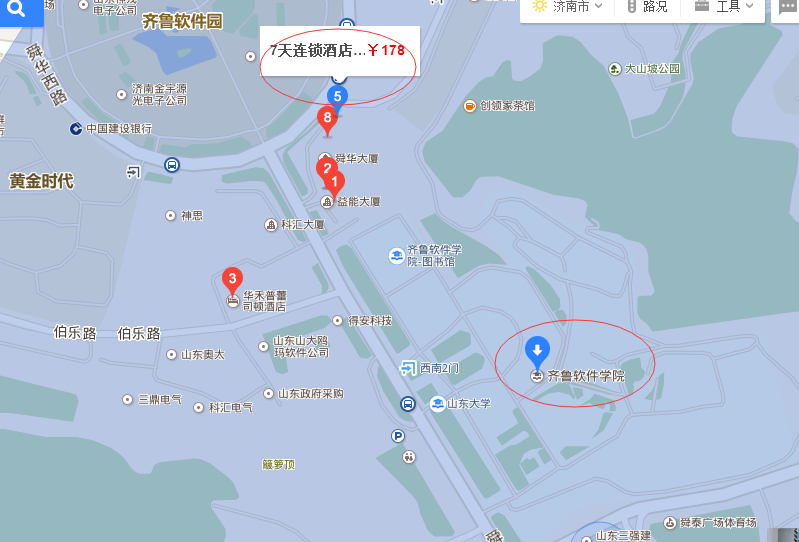 电子公司
齐鲁软件园
济南市
路况
工具
7天连锁酒店...¥178
舜华西路
大山坡公园
济南金宇源
光电子公司
5
创领家茶馆
8
中国建设银行
舜华大厦
2
黄金时代
1
益能大厦
神思
科汇大厦
齐鲁软件学
院-图书馆
3
华禾普蕾
司顿酒店
得安科技
伯乐路
伯乐路
山东山大鸥
玛软件公司
山东奥太
西南2门
齐鲁软件学院
山东政府采购
三鼎电气
科汇电气
山东大学
P
簸箩顶
舜泰广场体育场
舜
山东三强建